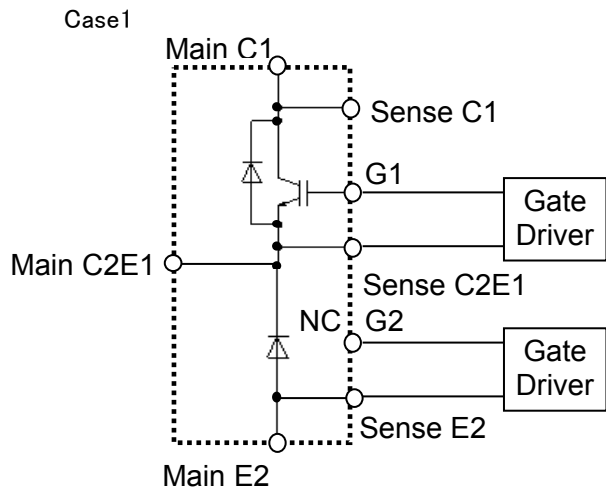 Case1
Main C1
Sense C1
G1
Gate
Driver
Main C2E1
Sense C2E1
NC
G2
Gate
Driver
Sense E2
Main E2